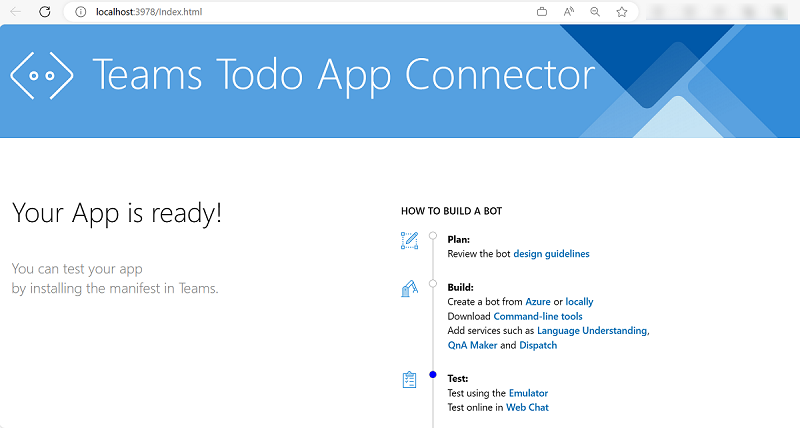 localhost:3978/Index.html
Teams Todo App Connector
Your App is ready!
You can test your app
by installing the manifest in Teams.
HOW TO BUILD A BOT
Plan:
Review the bot design guidelines
Build:
Create a bot from Azure or locally
Download Command-line tools
Add services such as Language Understanding,
QnA Maker and Dispatch
Test:
Test using the Emulator
Test online in Web Chat